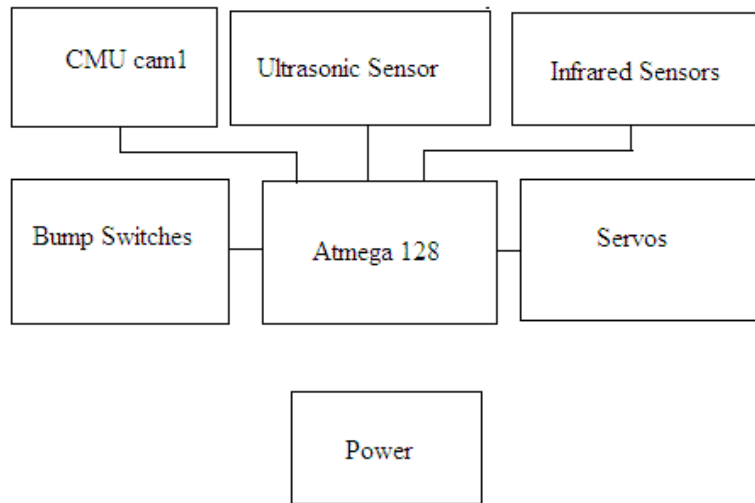 CMU cam1
Ultrasonic Sensor
Infrared Sensors
Bump Switches
Atmega 128
Servos
Power